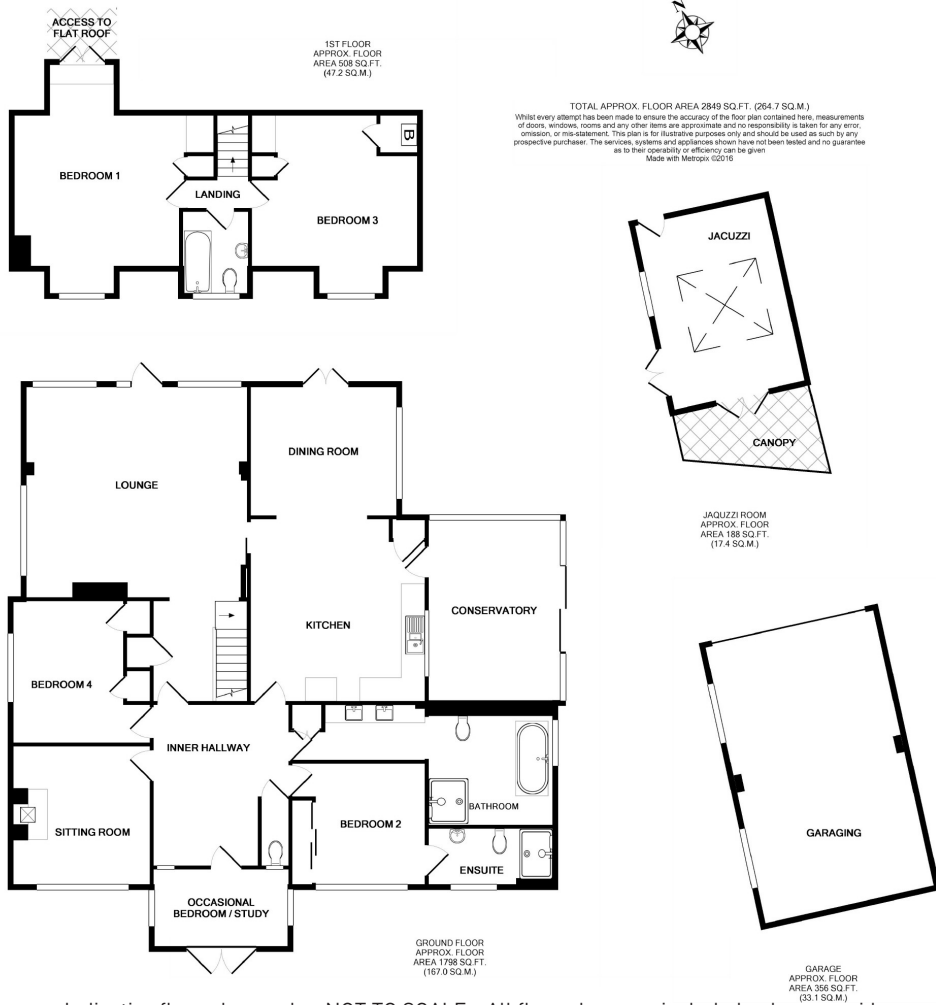 ACCESS TO
FLAT ROOF
1ST FLOOR
APPROX. FLOOR
AREA 508 SQ.FT.
(47.2 SQ.M.)
N
TOTAL APPROX. FLOOR AREA 2849 SQ.FT. (264.7 SQ.M.)
Whilst every attempt has been made to ensure the accuracy of the floor plan contained here, measurements
of doors, windows, rooms and any other items are approximate and no responsibility is taken for any error,
omission, or mis-statement. This plan is for illustrative purposes only and should be used as such by any
prospective purchaser. The services, systems and appliances shown have not been tested and no guarantee
as to their operability or efficiency can be given
Made with Metropix ©2016
B
BEDROOM 1
LANDING
BEDROOM 3
JACUZZI
CANOPY
JAQUZZI ROOM
APPROX. FLOOR
AREA 188 SQ.FT.
(17.4 SQ.M.)
DINING ROOM
LOUNGE
CONSERVATORY
KITCHEN
BEDROOM 4
INNER HALLWAY
BATHROOM
SITTING ROOM
BEDROOM 2
ENSUITE
OCCASIONAL
BEDROOM / STUDY
GROUND FLOOR
APPROX. FLOOR
AREA 1798 SQ.FT.
(167.0 SQ.M.)
GARAGING
GARAGE
APPROX. FLOOR
AREA 356 SQ.FT.
(33.1 SQ.M.)